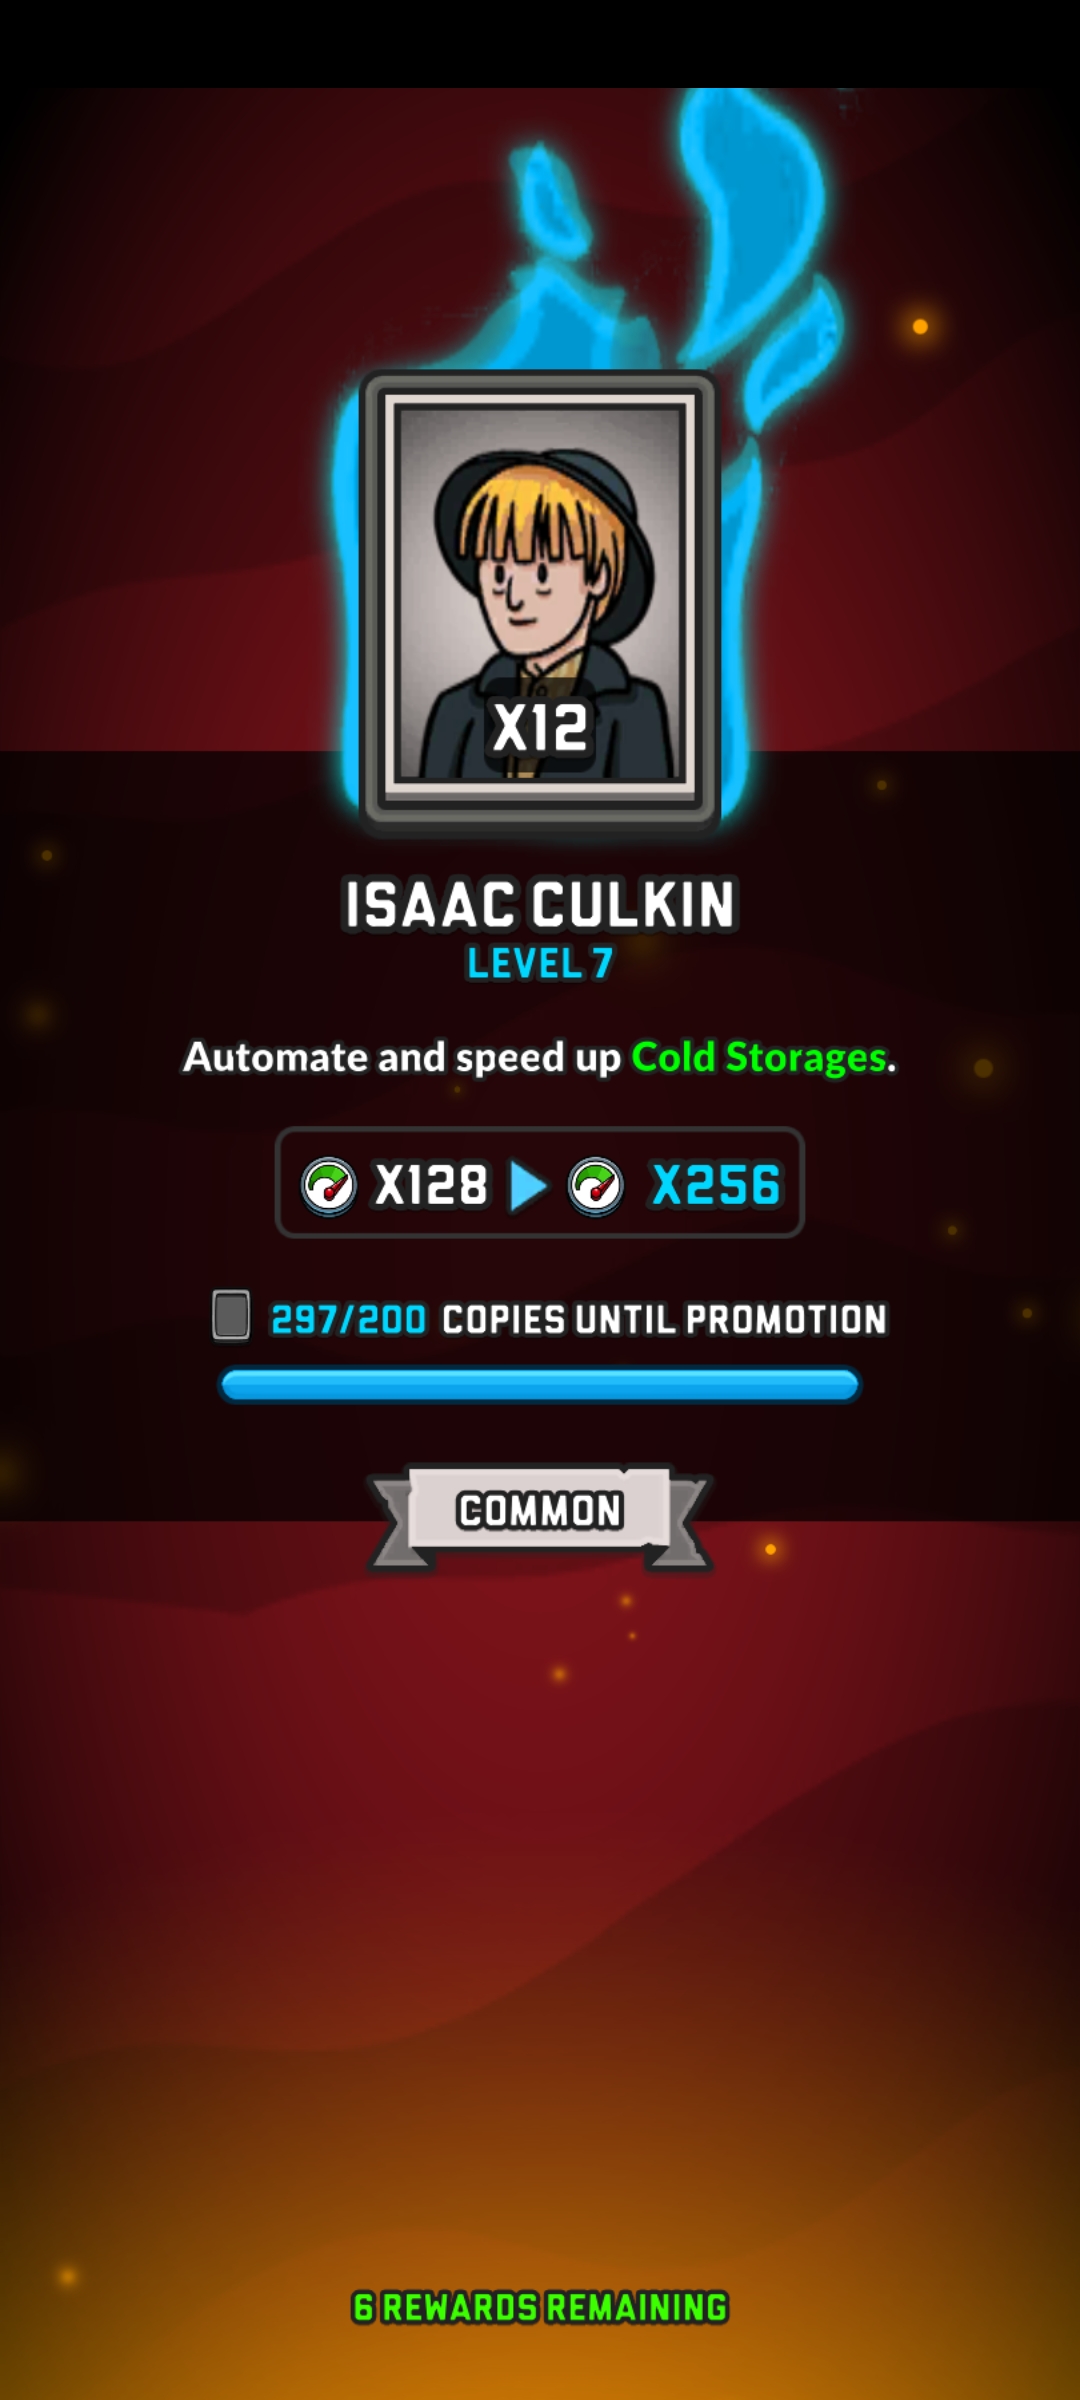 X12
ISAAC CULKIN
LEVEL 7
Automate and speed up Cold Storages.
X128 X256
297/200 COPIES UNTIL PROMOTION
COMMON
6 REWARDS REMAINING